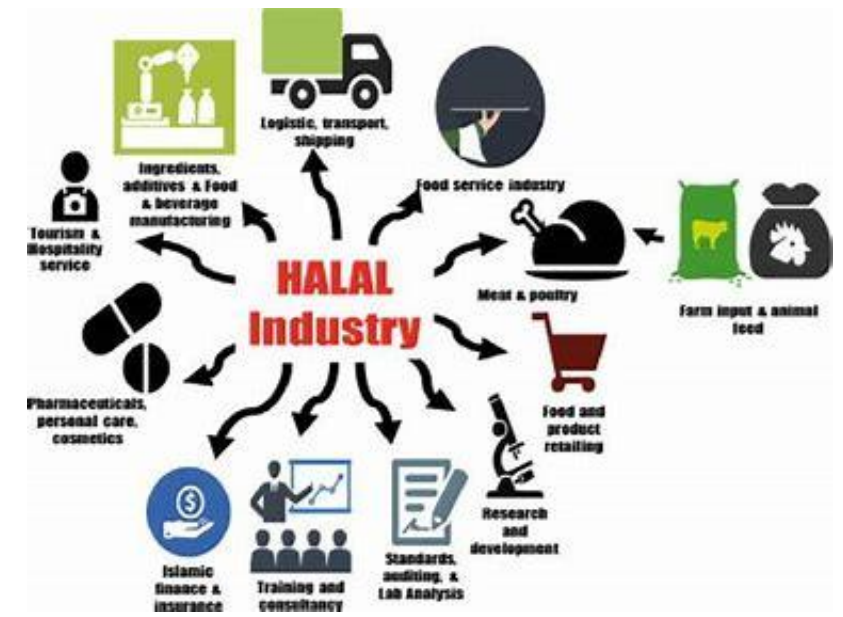 HALAL
Industry
Logistic, transport,
shipping
Food service industry
Ingredients,
additives & Food
& beverage
manufacturing
Tourism &
Hospitality
service
Meat & poultry
Farm input & animal
feed
Pharmaceuticals,
personal care,
cosmetics
Food and
product
retailing
Research
and
development
Standards,
auditing, &
Lab Analysis
Training and
consultancy
Islamic
finance &
insurance